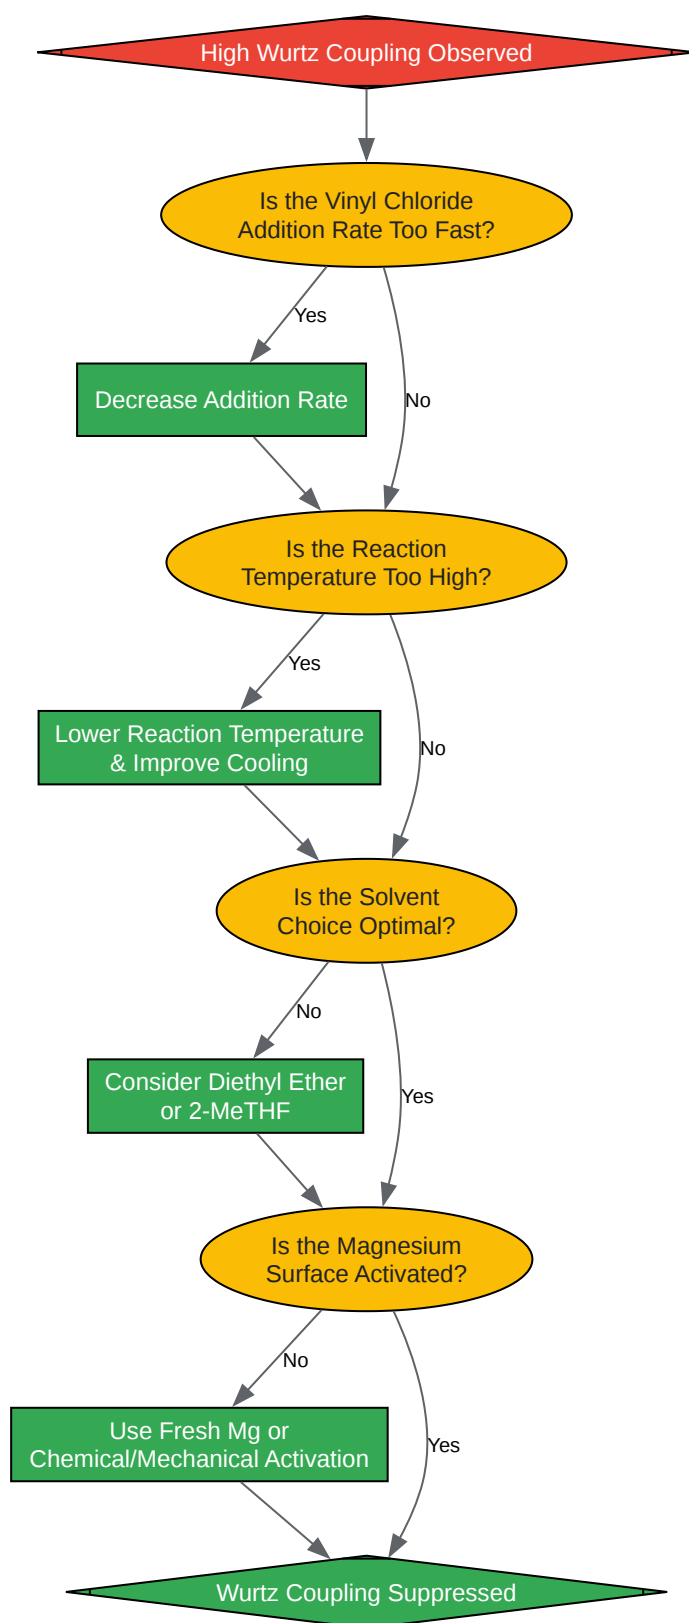 High Wurtz Coupling Observed
Is the Vinyl Chloride
Addition Rate Too Fast?
Yes
Decrease Addition Rate
No
Is the Reaction
Temperature Too High?
Yes
Lower Reaction Temperature
& Improve Cooling
No
Is the Solvent
Choice Optimal?
No
Consider Diethyl Ether
or 2-MeTHF
Yes
Is the Magnesium
Surface Activated?
No
Use Fresh Mg or
Chemical/Mechanical Activation
Yes
Wurtz Coupling Suppressed